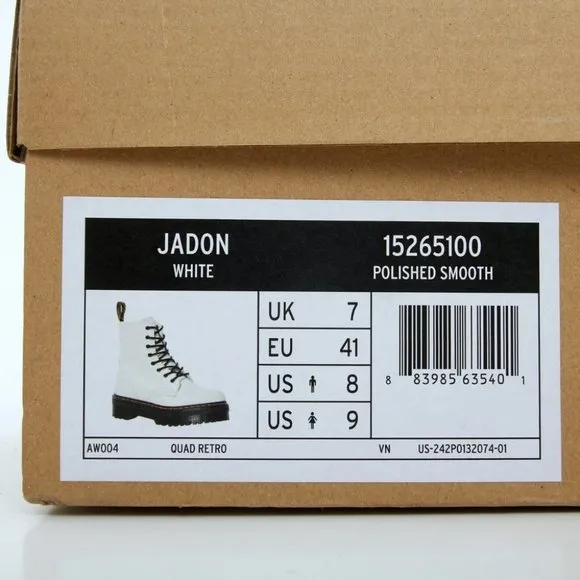 JADON
WHITE
15265100
POLISHED SMOOTH
UK 7
EU 41
US 8
US 9
8 83985 63540 1
AW004 QUAD RETRO VN US-242P0132074-01